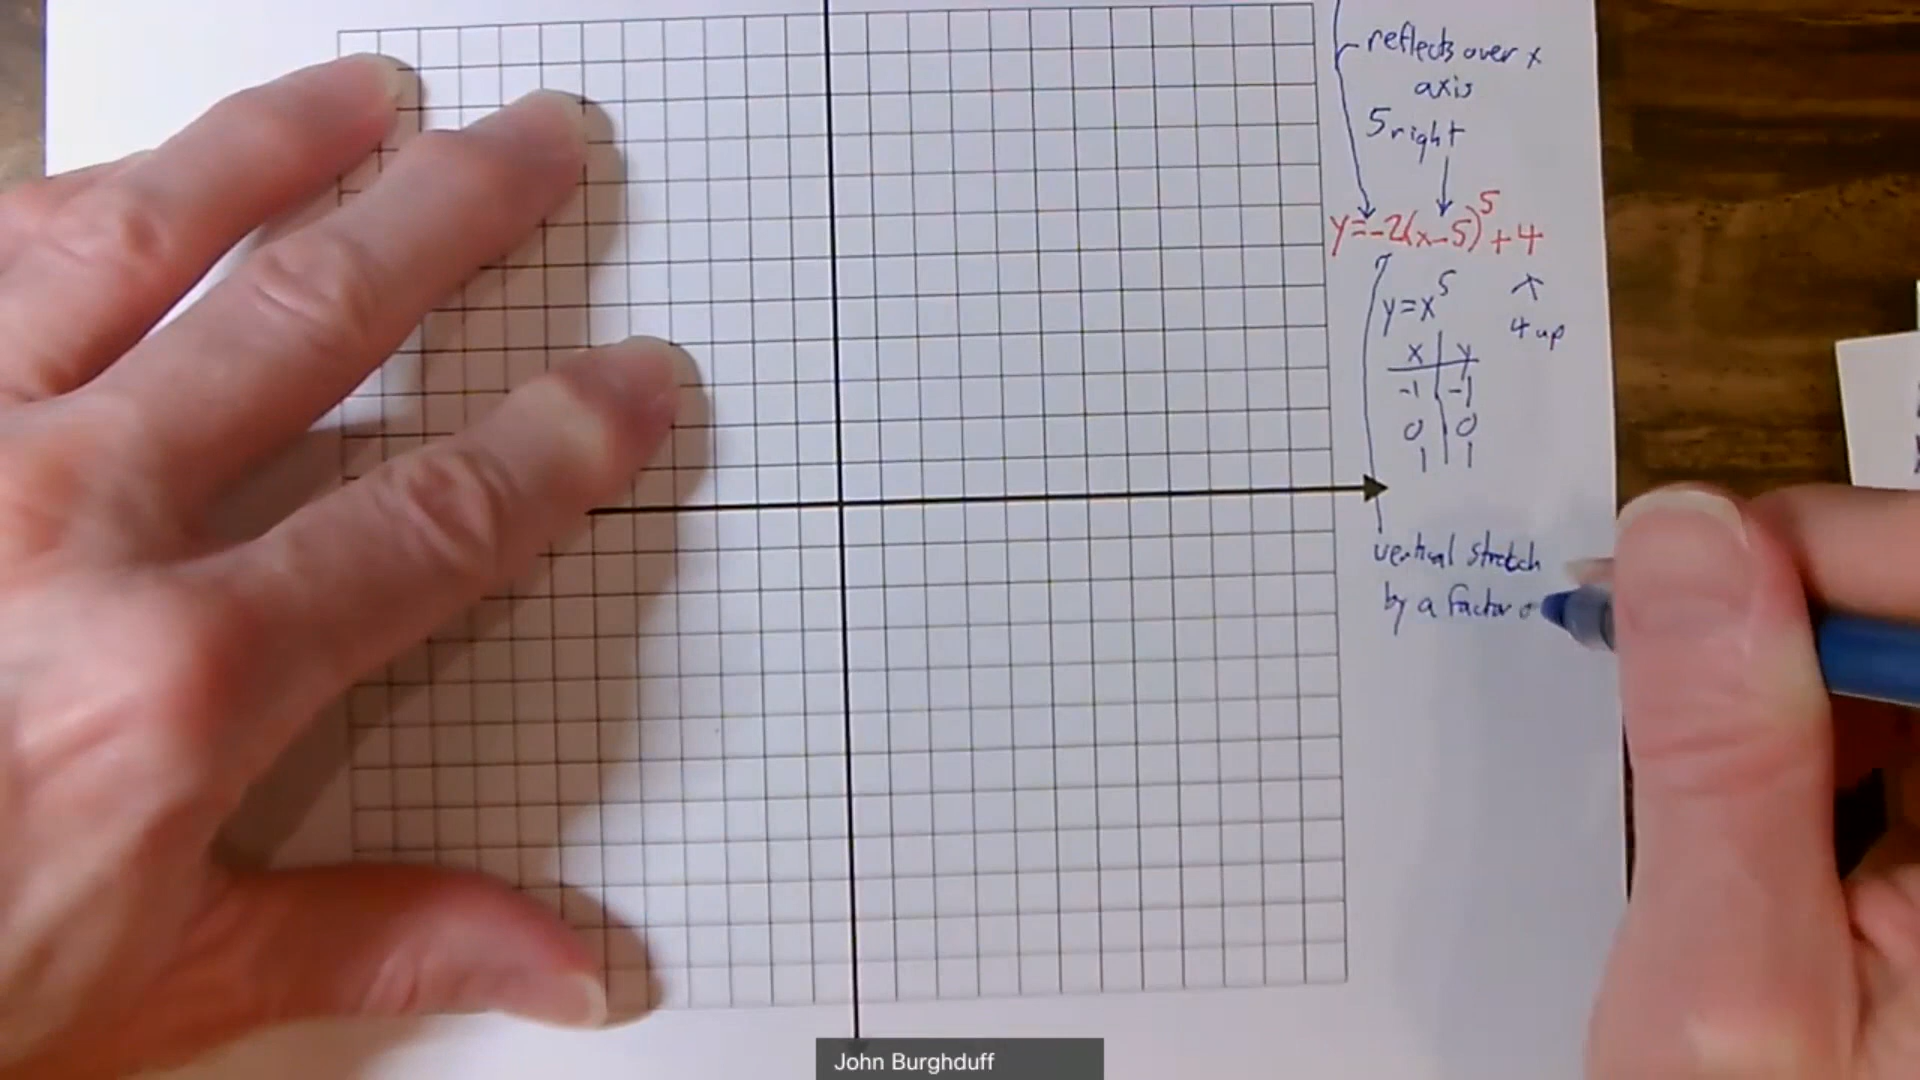 reflects over x
axis
5 right
y=-2(x-5)⁵+4
y=x⁵
4 up
x y
-1 -1
0 0
1 1
vertical stretch
by a factor o
John Burghduff